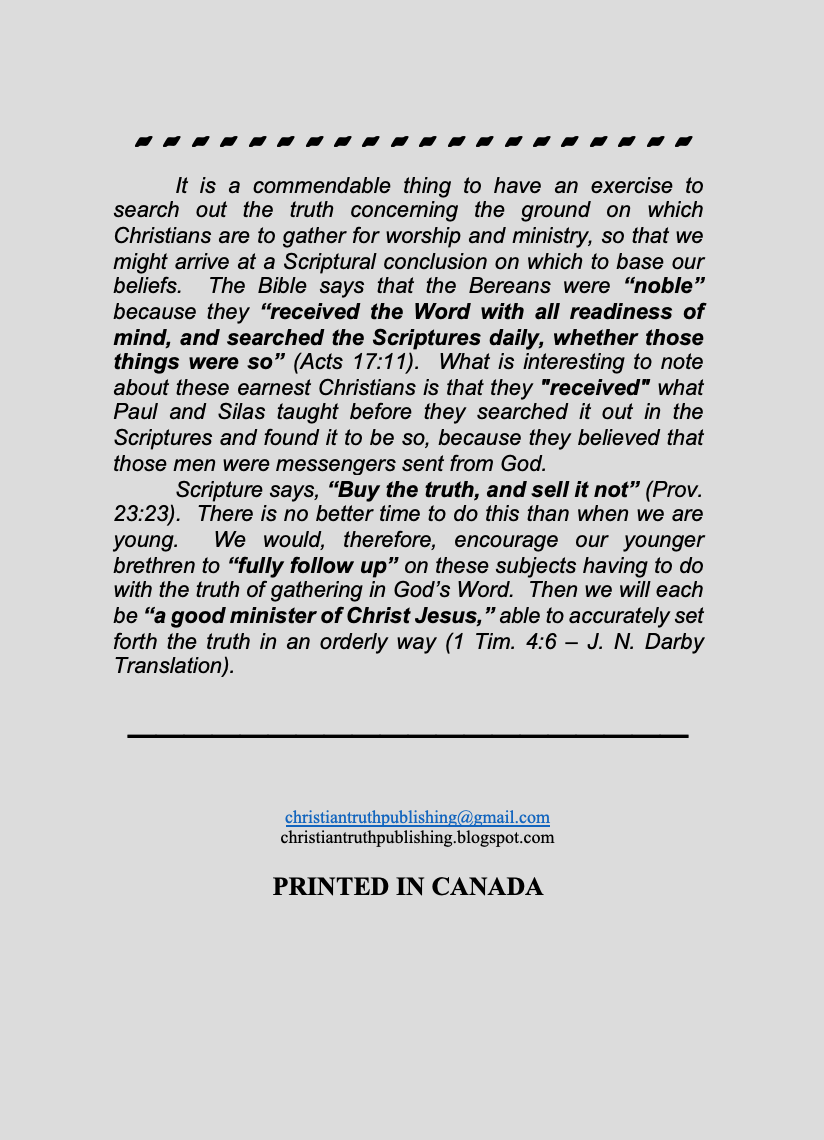 It is a commendable thing to have an exercise to
search out the truth concerning the ground on which
Christians are to gather for worship and ministry, so that we
might arrive at a Scriptural conclusion on which to base our
beliefs.  The Bible says that the Bereans were “noble”
because they “received the Word with all readiness of
mind, and searched the Scriptures daily, whether those
things were so” (Acts 17:11).  What is interesting to note
about these earnest Christians is that they "received" what
Paul and Silas taught before they searched it out in the
Scriptures and found it to be so, because they believed that
those men were messengers sent from God.
Scripture says, “Buy the truth, and sell it not” (Prov.
23:23).  There is no better time to do this than when we are
young.  We would, therefore, encourage our younger
brethren to “fully follow up” on these subjects having to do
with the truth of gathering in God’s Word.  Then we will each
be “a good minister of Christ Jesus,” able to accurately set
forth the truth in an orderly way (1 Tim. 4:6 – J. N. Darby
Translation).
christiantruthpublishing@gmail.com
christiantruthpublishing.blogspot.com
PRINTED IN CANADA